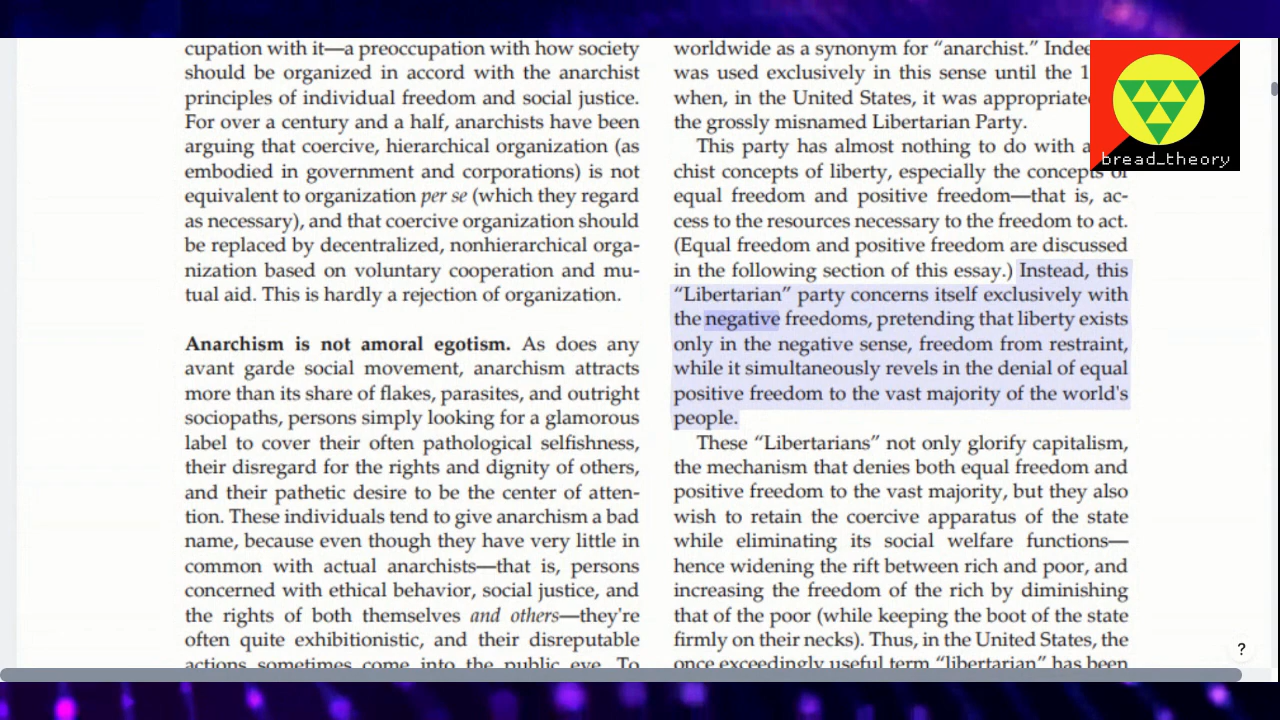 cupation with it—a preoccupation with how society
should be organized in accord with the anarchist
principles of individual freedom and social justice.
For over a century and a half, anarchists have been
arguing that coercive, hierarchical organization (as
embodied in government and corporations) is not
equivalent to organization per se (which they regard
as necessary), and that coercive organization should
be replaced by decentralized, nonhierarchical orga-
nization based on voluntary cooperation and mu-
tual aid. This is hardly a rejection of organization.
Anarchism is not amoral egotism. As does any
avant garde social movement, anarchism attracts
more than its share of flakes, parasites, and outright
sociopaths, persons simply looking for a glamorous
label to cover their often pathological selfishness,
their disregard for the rights and dignity of others,
and their pathetic desire to be the center of atten-
tion. These individuals tend to give anarchism a bad
name, because even though they have very little in
common with actual anarchists—that is, persons
concerned with ethical behavior, social justice, and
the rights of both themselves and others—they're
often quite exhibitionistic, and their disreputable
actions sometimes come into the public eye. To
worldwide as a synonym for “anarchist.”
was used exclusively in this sense until the
when, in the United States, it was appropriated
the grossly misnamed Libertarian Party.
This party has almost nothing to do with
chist concepts of liberty, especially the concepts of
equal freedom and positive freedom—that is, ac-
cess to the resources necessary to the freedom to act.
(Equal freedom and positive freedom are discussed
in the following section of this essay.) Instead, this
“Libertarian” party concerns itself exclusively with
the negative freedoms, pretending that liberty exists
only in the negative sense, freedom from restraint,
while it simultaneously revels in the denial of equal
positive freedom to the vast majority of the world's
people.
These “Libertarians” not only glorify capitalism,
the mechanism that denies both equal freedom and
positive freedom to the vast majority, but they also
wish to retain the coercive apparatus of the state
while eliminating its social welfare functions—
hence widening the rift between rich and poor, and
increasing the freedom of the rich by diminishing
that of the poor (while keeping the boot of the state
firmly on their necks). Thus, in the United States, the
once exceedingly useful term “libertarian” has been
bread_theory
?